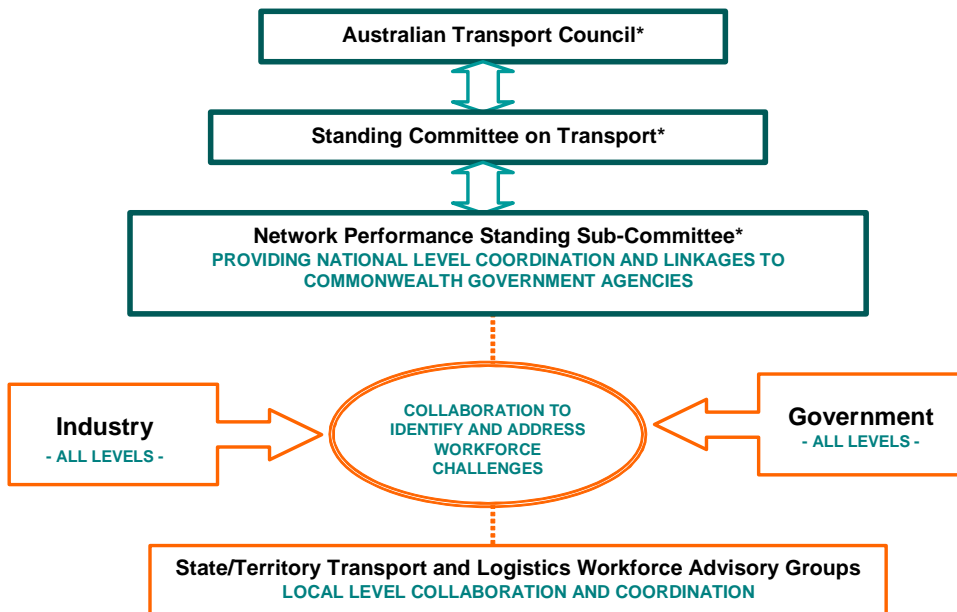 Australian Transport Council*
Standing Committee on Transport*
Network Performance Standing Sub-Committee*
PROVIDING NATIONAL LEVEL COORDINATION AND LINKAGES TO
COMMONWEALTH GOVERNMENT AGENCIES
Industry
- ALL LEVELS -
COLLABORATION TO
IDENTIFY AND ADDRESS
WORKFORCE
CHALLENGES
Government
- ALL LEVELS -
State/Territory Transport and Logistics Workforce Advisory Groups
LOCAL LEVEL COLLABORATION AND COORDINATION